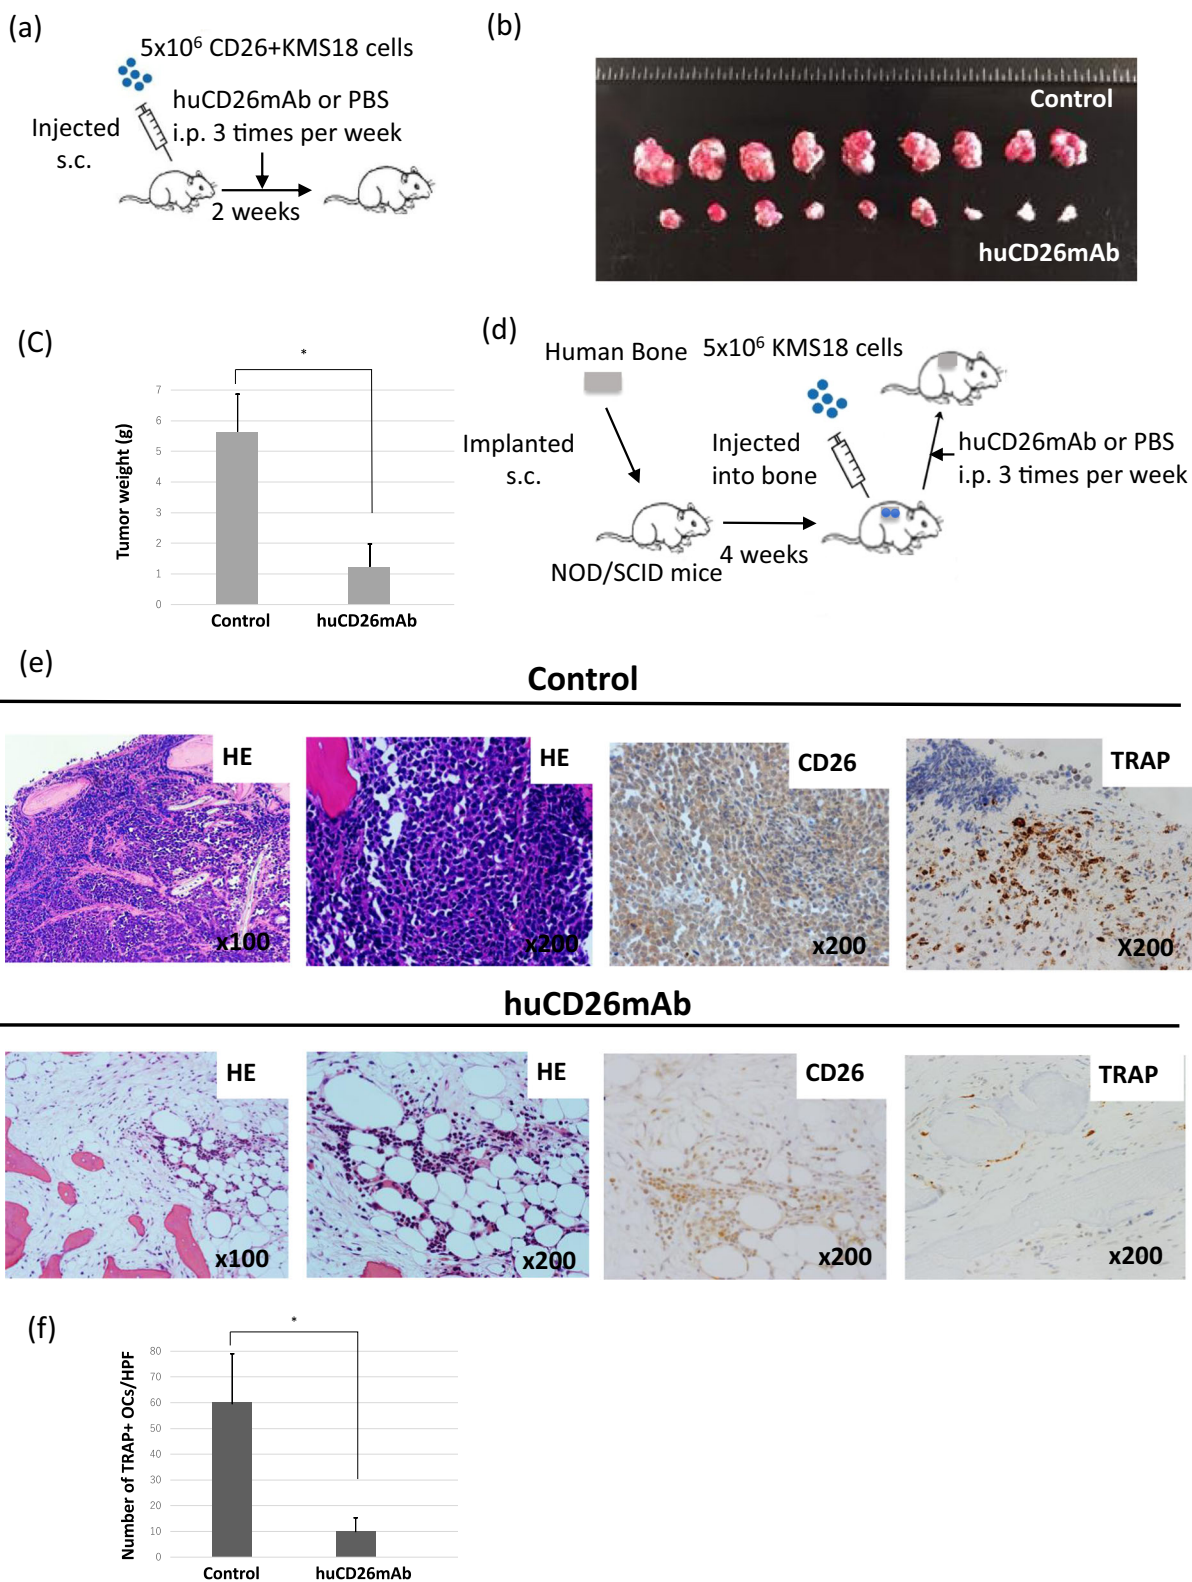 (a)
5x10⁶ CD26+KMS18 cells
huCD26mAb or PBS
i.p. 3 times per week
Injected
s.c.
2 weeks
(b)
Control
huCD26mAb
(C)
*
Tumor weight (g)
7
6
5
4
3
2
1
0
Control
huCD26mAb
(d)
Human Bone
5x10⁶ KMS18 cells
Implanted
s.c.
Injected
into bone
huCD26mAb or PBS
i.p. 3 times per week
4 weeks
NOD/SCID mice
(e)
Control
HE
x100
HE
x200
CD26
x200
TRAP
X200
huCD26mAb
HE
x100
HE
x200
CD26
x200
TRAP
x200
(f)
*
Number of TRAP+ OCs/HPF
80
70
60
50
40
30
20
10
0
Control
huCD26mAb